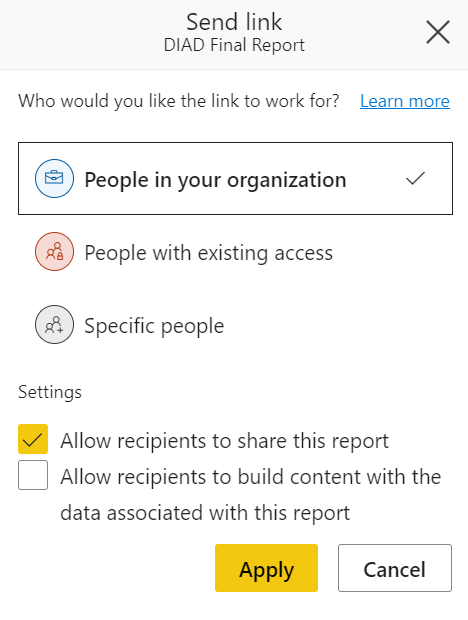 Send link
DIAD Final Report
Who would you like the link to work for? Learn more
People in your organization
People with existing access
Specific people
Settings
Allow recipients to share this report
Allow recipients to build content with the
data associated with this report
Apply Cancel